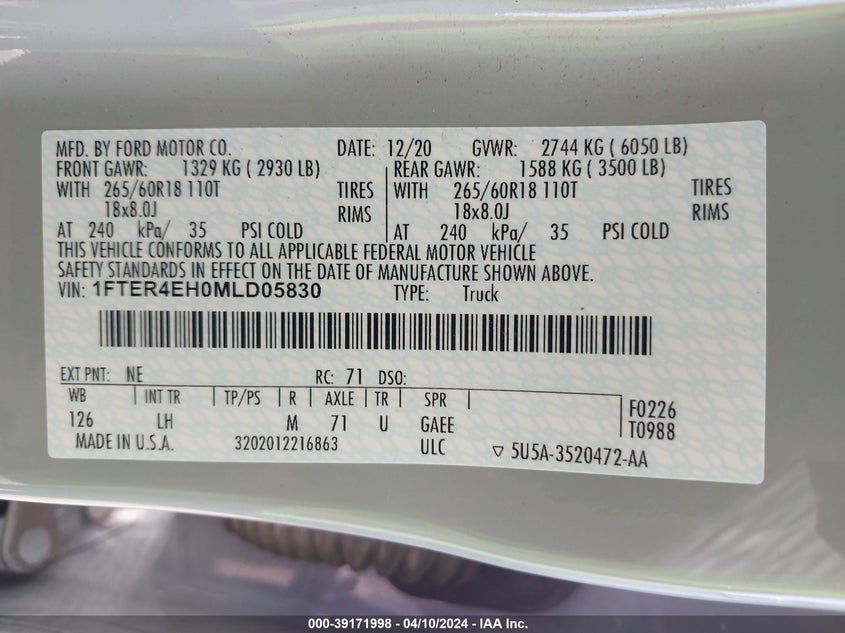 MFD. BY FORD MOTOR CO. DATE: 12/20 GVWR: 2744 KG ( 6050 LB)
FRONT GAWR: 1329 KG ( 2930 LB) REAR GAWR: 1588 KG ( 3500 LB)
WITH 265/60R18 110T TIRES WITH 265/60R18 110T TIRES
18x8.0J RIMS 18x8.0J RIMS
AT 240 kPa/ 35 PSI COLD AT 240 kPa/ 35 PSI COLD
THIS VEHICLE CONFORMS TO ALL APPLICABLE FEDERAL MOTOR VEHICLE
SAFETY STANDARDS IN EFFECT ON THE DATE OF MANUFACTURE SHOWN ABOVE.
VIN: 1FTER4EH0MLD05830 TYPE: Truck
EXT PNT: NE RC: 71 DSO:
WB INT TR TP/PS R AXLE TR SPR
126 LH M 71 U GAEE
F0226
T0988
MADE IN U.S.A. 3202012216863 ULC ▽ 5U5A-3520472-AA
000-39171998 - 04/10/2024 - IAA Inc.